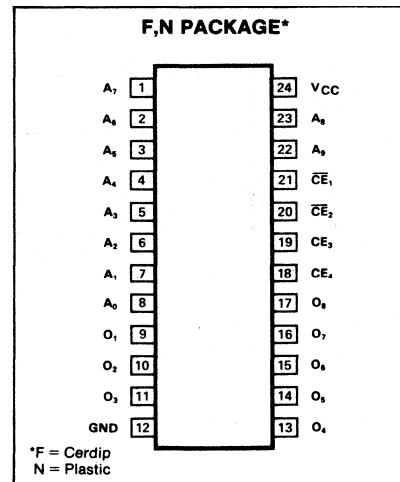 F,N PACKAGE*
A₇ 1 24 VCC
A₆ 2 23 A₈
A₅ 3 22 A₉
A₄ 4 21 C̅E̅₁
A₃ 5 20 C̅E̅₂
A₂ 6 19 CE₃
A₁ 7 18 CE₄
A₀ 8 17 O₈
O₁ 9 16 O₇
O₂ 10 15 O₆
O₃ 11 14 O₅
GND 12 13 O₄
*F = Cerdip
N = Plastic